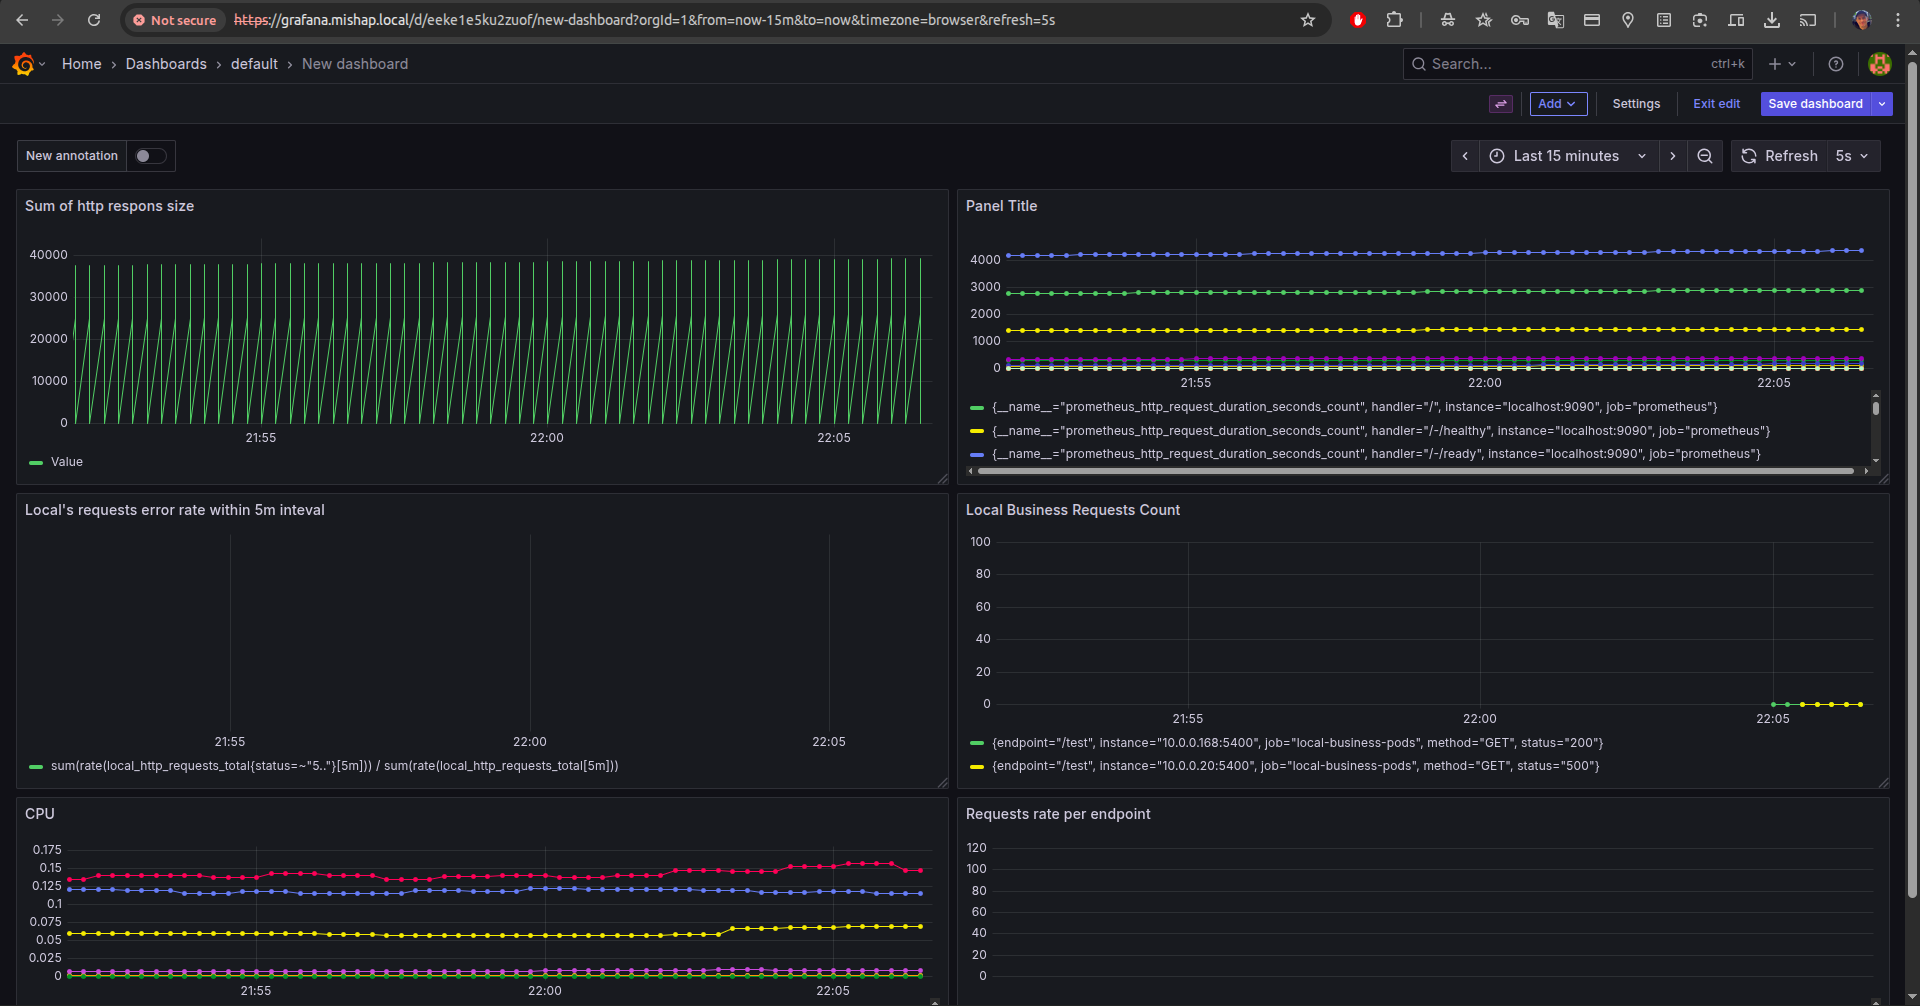 Not secure https://grafana.mishap.local/d/eeke1e5ku2zuof/new-dashboard?orgId=1&from=now-15m&to=now&timezone=browser&refresh=5s
Home › Dashboards › default › New dashboard Search... ctrl+k
Add Settings Exit edit Save dashboard
New annotation Last 15 minutes Refresh 5s
Sum of http respons size
40000
30000
20000
10000
0
21:55 22:00 22:05
Value
Panel Title
4000
3000
2000
1000
0
21:55 22:00 22:05
{__name__="prometheus_http_request_duration_seconds_count", handler="/", instance="localhost:9090", job="prometheus"}
{__name__="prometheus_http_request_duration_seconds_count", handler="/-/healthy", instance="localhost:9090", job="prometheus"}
{__name__="prometheus_http_request_duration_seconds_count", handler="/-/ready", instance="localhost:9090", job="prometheus"}
Local's requests error rate within 5m inteval
21:55 22:00 22:05
sum(rate(local_http_requests_total{status=~"5.."}[5m])) / sum(rate(local_http_requests_total[5m]))
Local Business Requests Count
100
80
60
40
20
0
21:55 22:00 22:05
{endpoint="/test", instance="10.0.0.168:5400", job="local-business-pods", method="GET", status="200"}
{endpoint="/test", instance="10.0.0.20:5400", job="local-business-pods", method="GET", status="500"}
CPU
0.175
0.15
0.125
0.1
0.075
0.05
0.025
0
21:55 22:00 22:05
Requests rate per endpoint
120
100
80
60
40
20
0